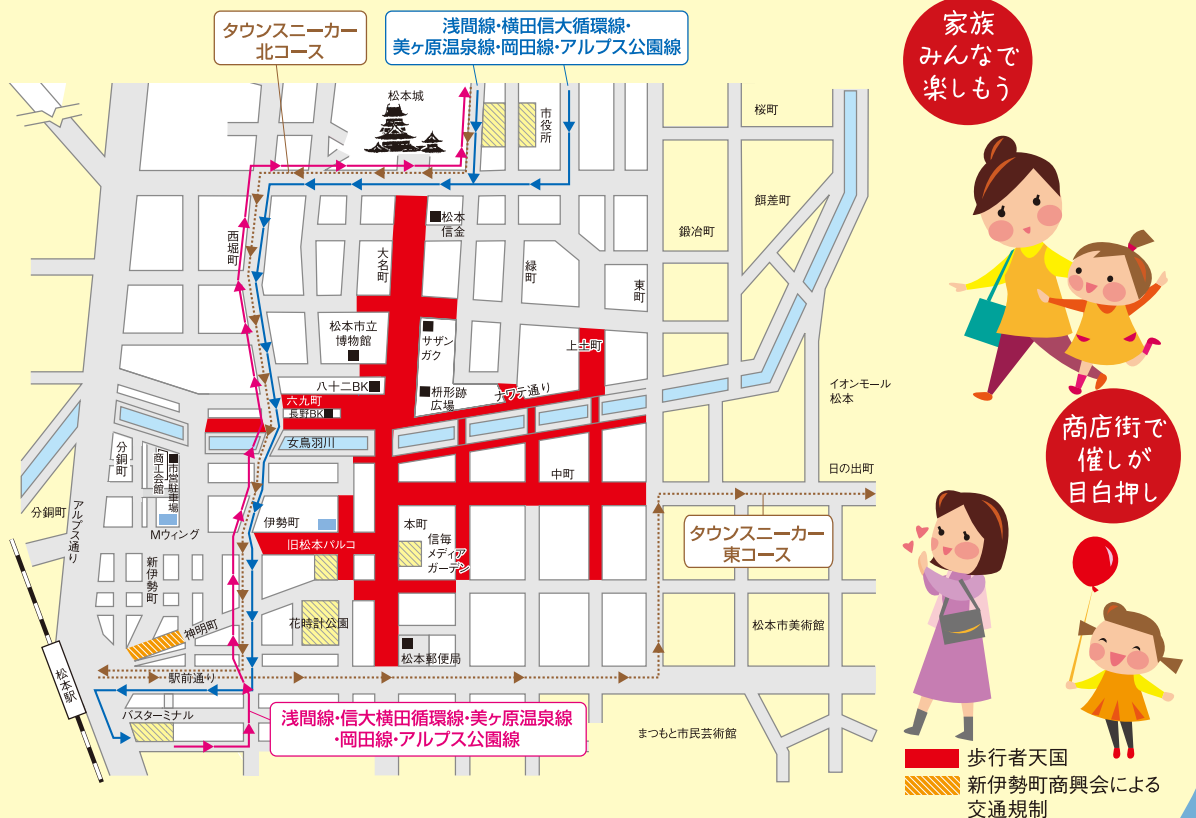 タウンスニーカー
北コース
浅間線・横田信大循環線・
美ヶ原温泉線・岡田線・アルプス公園線
家族
みんなで
楽しもう
松本城
市役所
桜町
餌差町
鍛冶町
西堀町
大名町
松本
信金
緑町
東町
松本市立
博物館
サザン
ガク
上土町
八十二BK
枡形跡
広場
ナワテ通り
六九町
長野BK
女鳥羽川
イオンモール
松本
商店街で
催しが
目白押し
分銅町
商工会館
市営駐車場
中町
日の出町
分銅町
アルプス通り
Mウィング
伊勢町
本町
信毎
メディア
ガーデン
旧松本パルコ
タウンスニーカー
東コース
新伊勢町
神明町
花時計公園
松本市美術館
松本郵便局
松本駅
駅前通り
バスターミナル
浅間線・信大横田循環線・美ヶ原温泉線
・岡田線・アルプス公園線
まつもと市民芸術館
歩行者天国
新伊勢町商興会による
交通規制